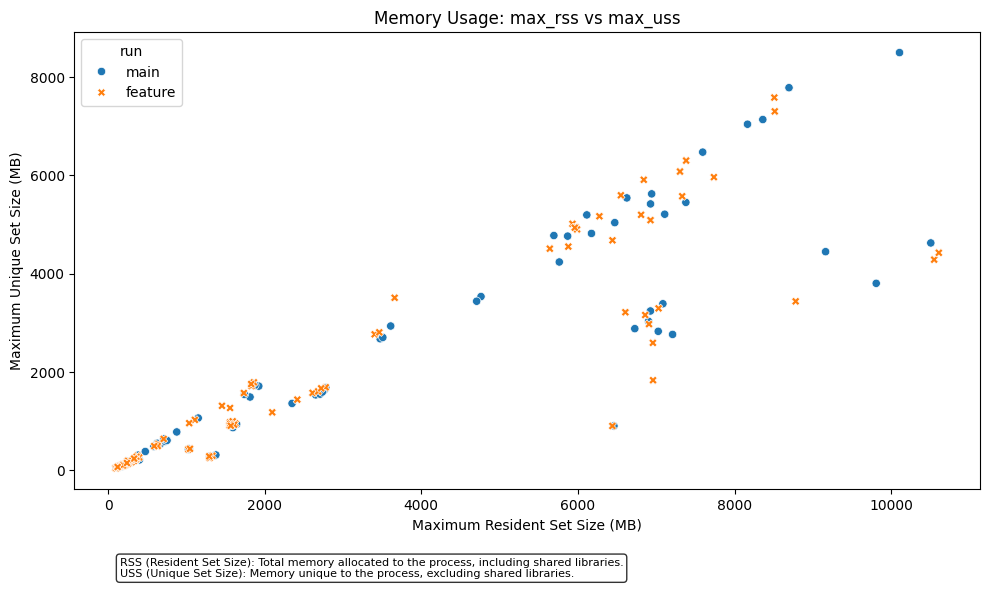 Memory Usage: max_rss vs max_uss
run
main
feature
Maximum Unique Set Size (MB)
8000
6000
4000
2000
0
0 2000 4000 6000 8000 10000
Maximum Resident Set Size (MB)
RSS (Resident Set Size): Total memory allocated to the process, including shared libraries.
USS (Unique Set Size): Memory unique to the process, excluding shared libraries.